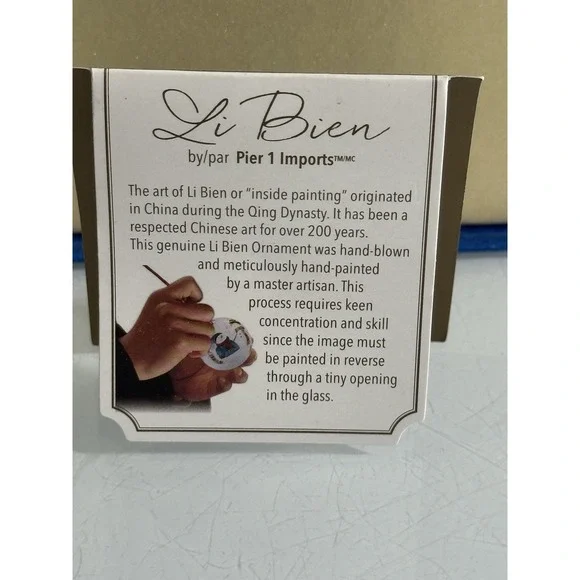 Li Bien
by/par Pier 1 Imports™/MC
The art of Li Bien or "inside painting" originated
in China during the Qing Dynasty. It has been a
respected Chinese art for over 200 years.
This genuine Li Bien Ornament was hand-blown
and meticulously hand-painted
by a master artisan. This
process requires keen
concentration and skill
since the image must
be painted in reverse
through a tiny opening
in the glass.